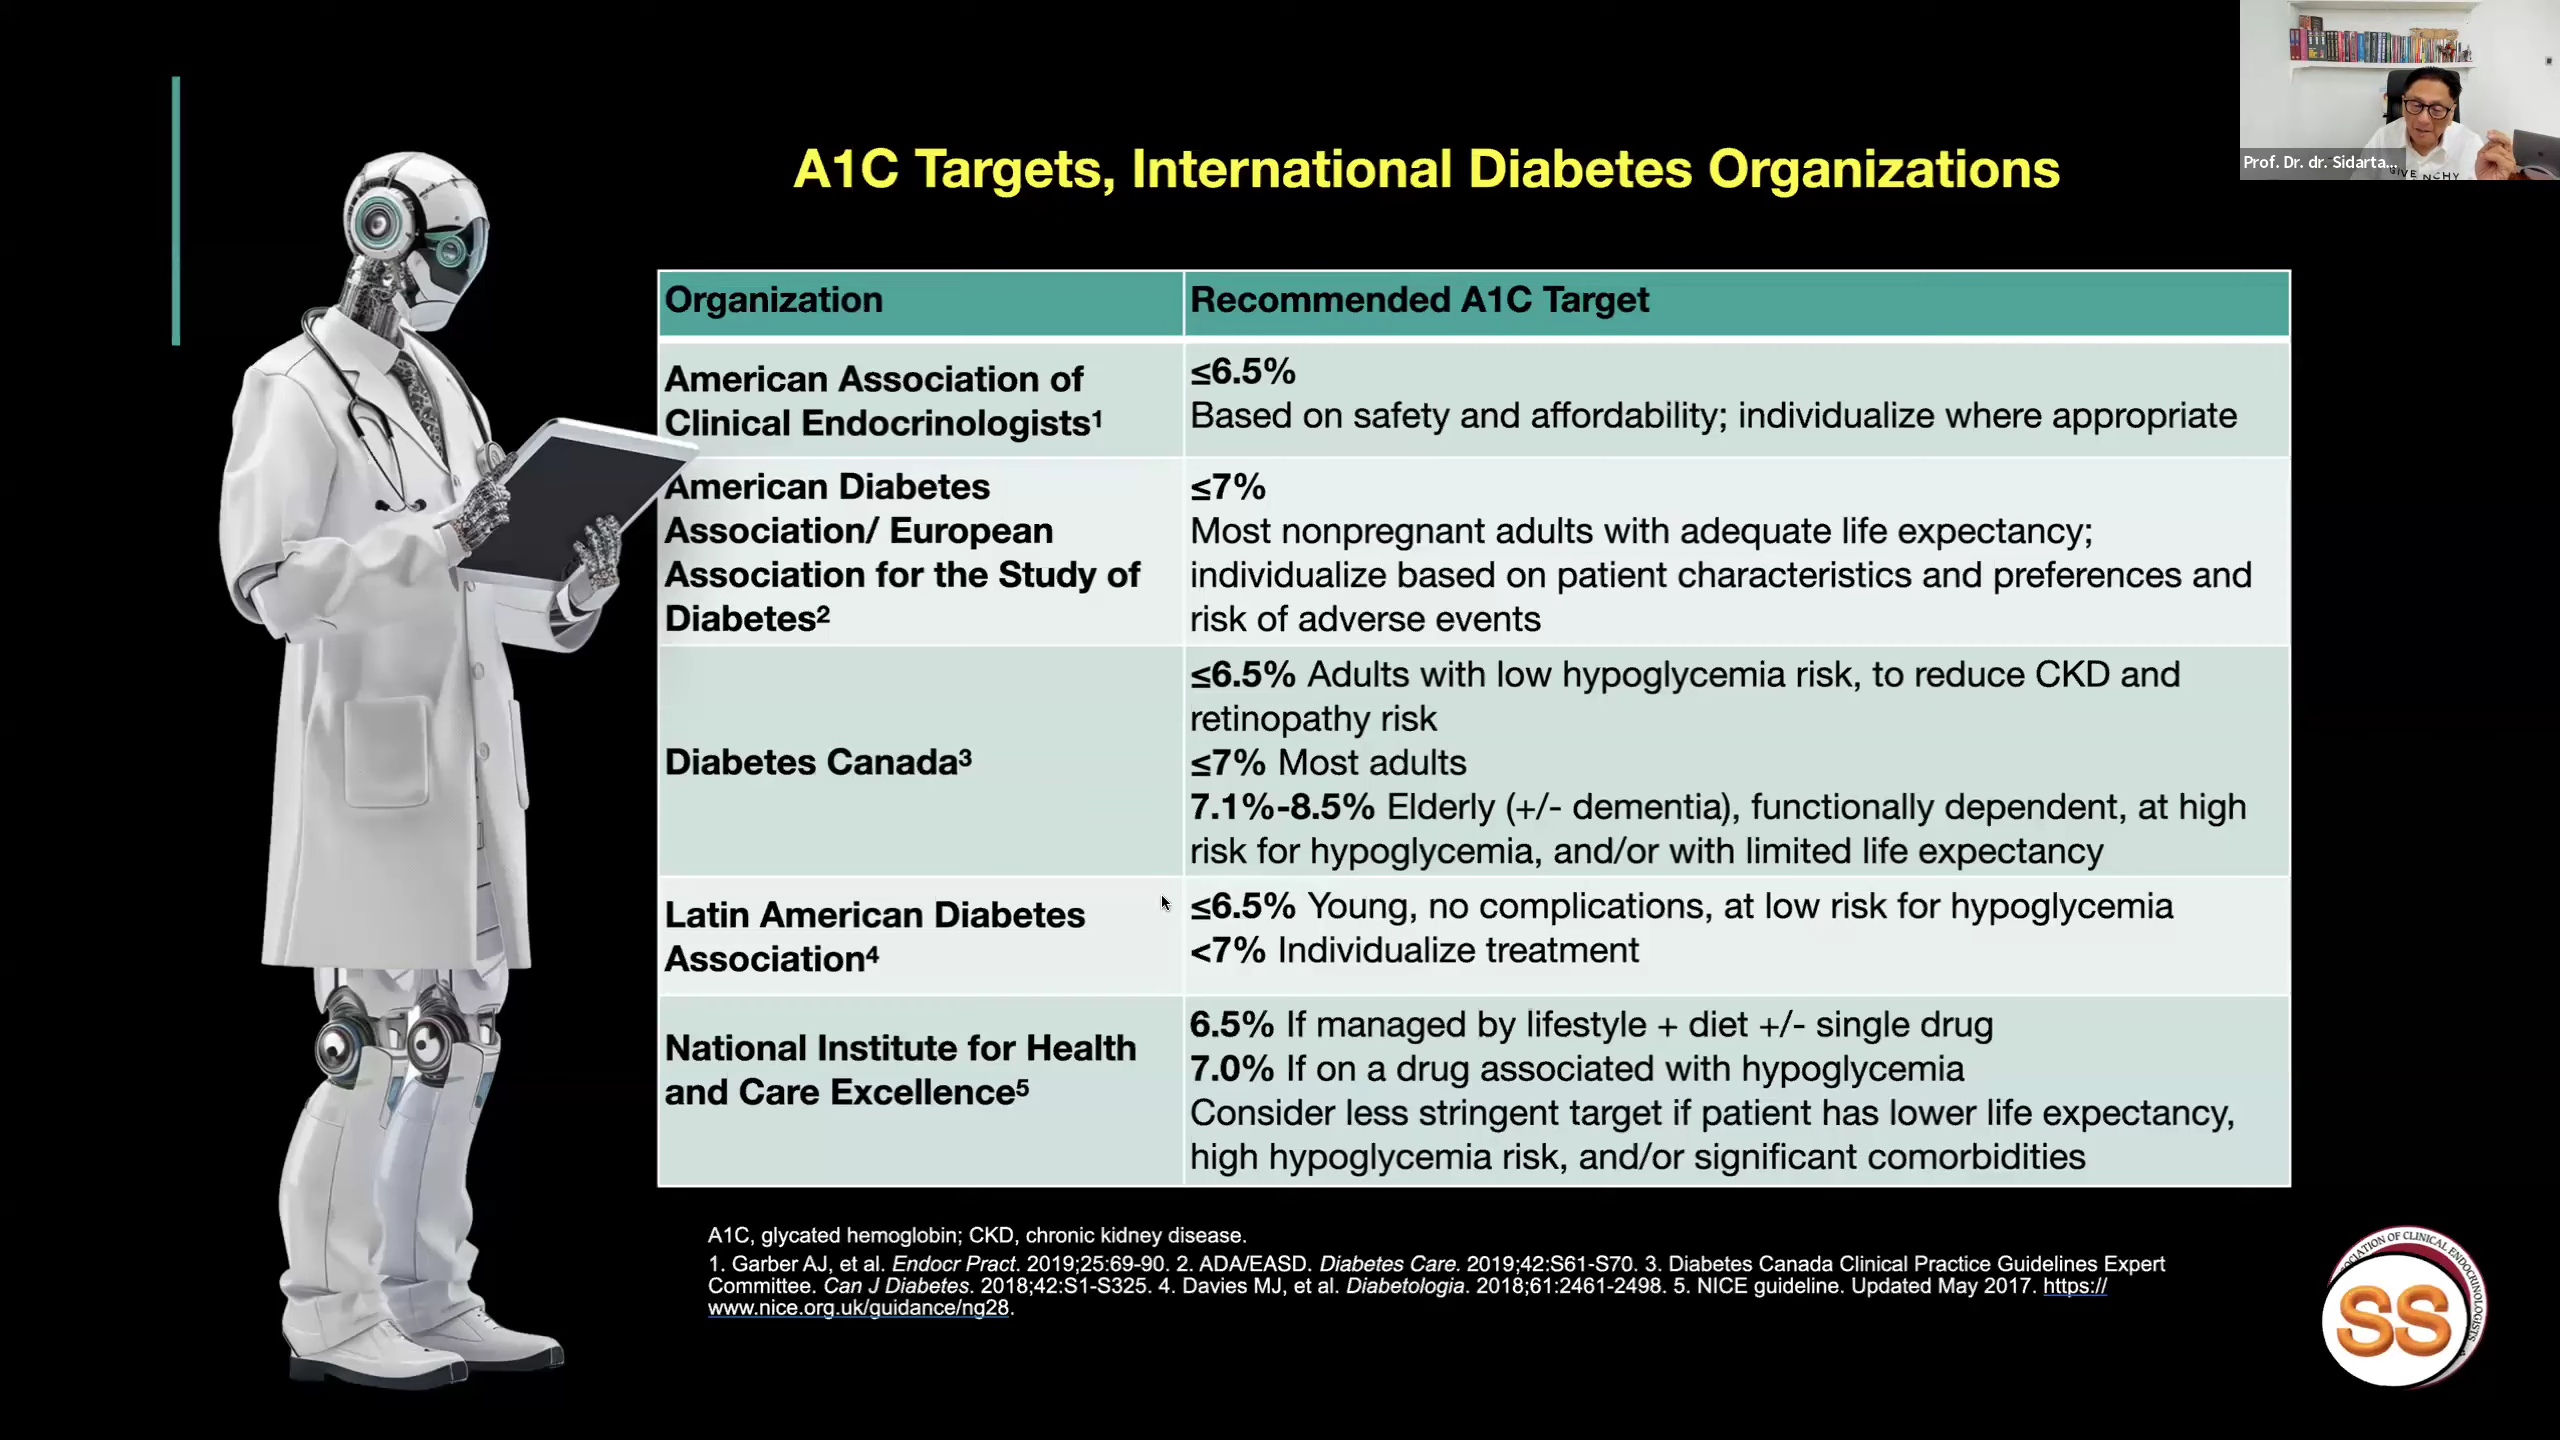 Prof. Dr. dr. Sidarta...
GIVENCHY
A1C Targets, International Diabetes Organizations
Organization
Recommended A1C Target
American Association of
Clinical Endocrinologists¹
≤6.5%
Based on safety and affordability; individualize where appropriate
American Diabetes
Association/ European
Association for the Study of
Diabetes²
≤7%
Most nonpregnant adults with adequate life expectancy;
individualize based on patient characteristics and preferences and
risk of adverse events
Diabetes Canada³
≤6.5% Adults with low hypoglycemia risk, to reduce CKD and
retinopathy risk
≤7% Most adults
7.1%-8.5% Elderly (+/- dementia), functionally dependent, at high
risk for hypoglycemia, and/or with limited life expectancy
Latin American Diabetes
Association⁴
≤6.5% Young, no complications, at low risk for hypoglycemia
<7% Individualize treatment
National Institute for Health
and Care Excellence⁵
6.5% If managed by lifestyle + diet +/- single drug
7.0% If on a drug associated with hypoglycemia
Consider less stringent target if patient has lower life expectancy,
high hypoglycemia risk, and/or significant comorbidities
A1C, glycated hemoglobin; CKD, chronic kidney disease.
1. Garber AJ, et al. Endocr Pract. 2019;25:69-90. 2. ADA/EASD. Diabetes Care. 2019;42:S61-S70. 3. Diabetes Canada Clinical Practice Guidelines Expert
Committee. Can J Diabetes. 2018;42:S1-S325. 4. Davies MJ, et al. Diabetologia. 2018;61:2461-2498. 5. NICE guideline. Updated May 2017. https://
www.nice.org.uk/guidance/ng28.
OF CLINICAL ENDOCRINOLOGISTS
SS